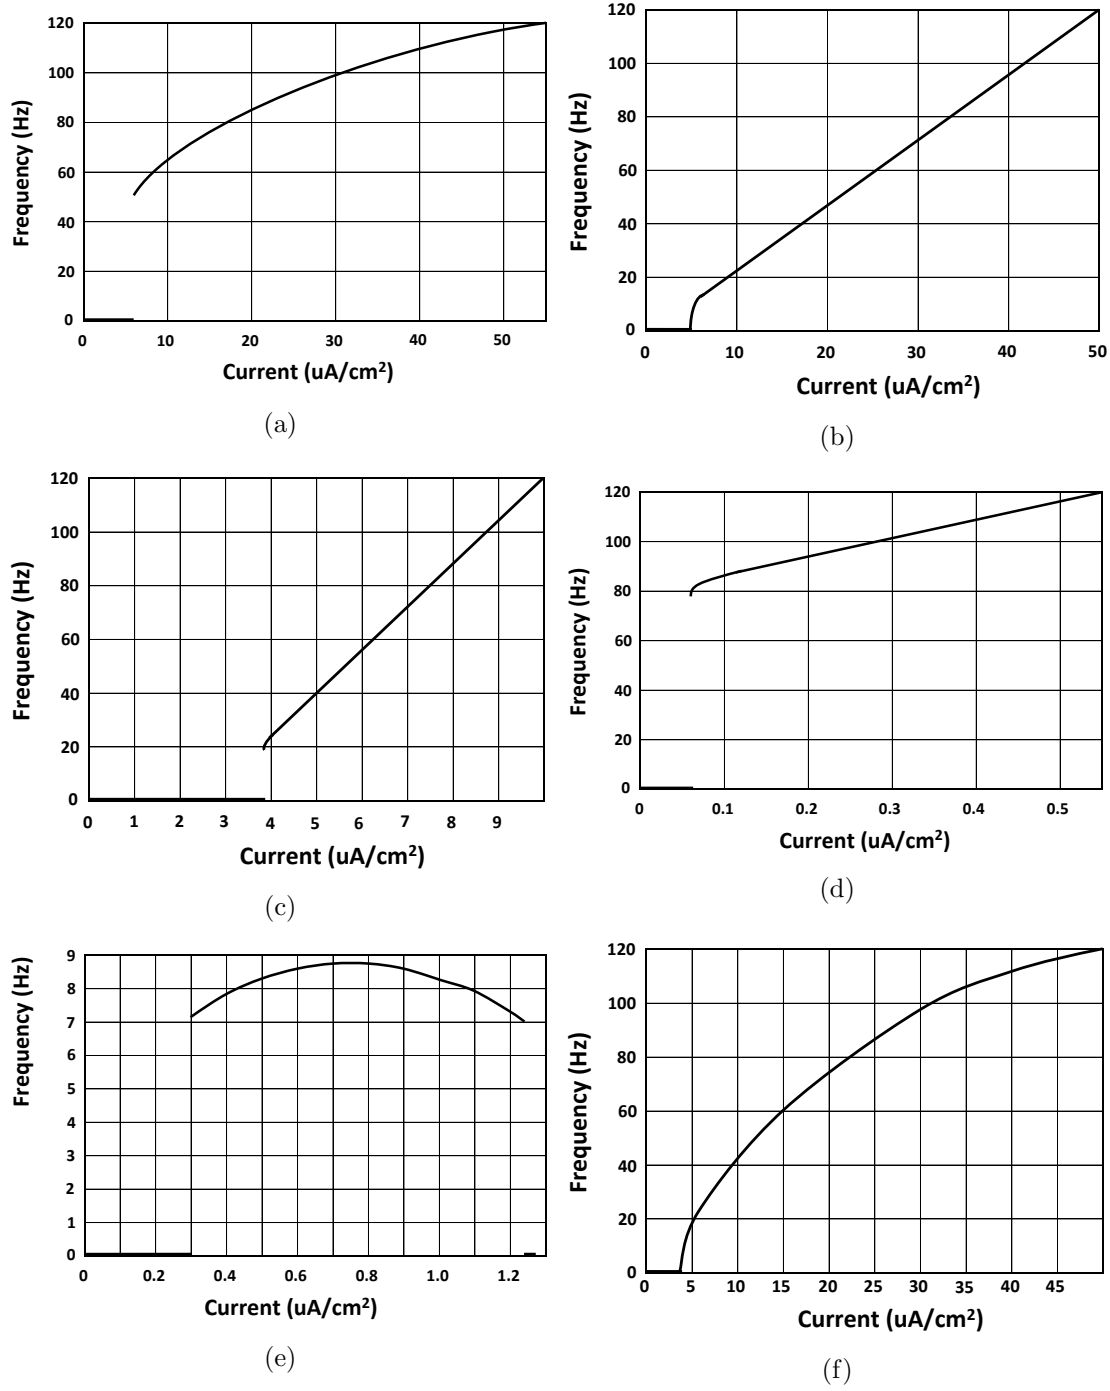 120
100
80
60
40
20
0
Frequency (Hz)
0 10 20 30 40 50
Current (uA/cm²)
(a)
120
100
80
60
40
20
0
Frequency (Hz)
0 10 20 30 40 50
Current (uA/cm²)
(b)
120
100
80
60
40
20
0
Frequency (Hz)
0 1 2 3 4 5 6 7 8 9
Current (uA/cm²)
(c)
120
100
80
60
40
20
0
Frequency (Hz)
0 0.1 0.2 0.3 0.4 0.5
Current (uA/cm²)
(d)
9
8
7
6
5
4
3
2
1
0
Frequency (Hz)
0 0.2 0.4 0.6 0.8 1.0 1.2
Current (uA/cm²)
(e)
120
100
80
60
40
20
0
Frequency (Hz)
0 5 10 15 20 25 30 35 40 45
Current (uA/cm²)
(f)